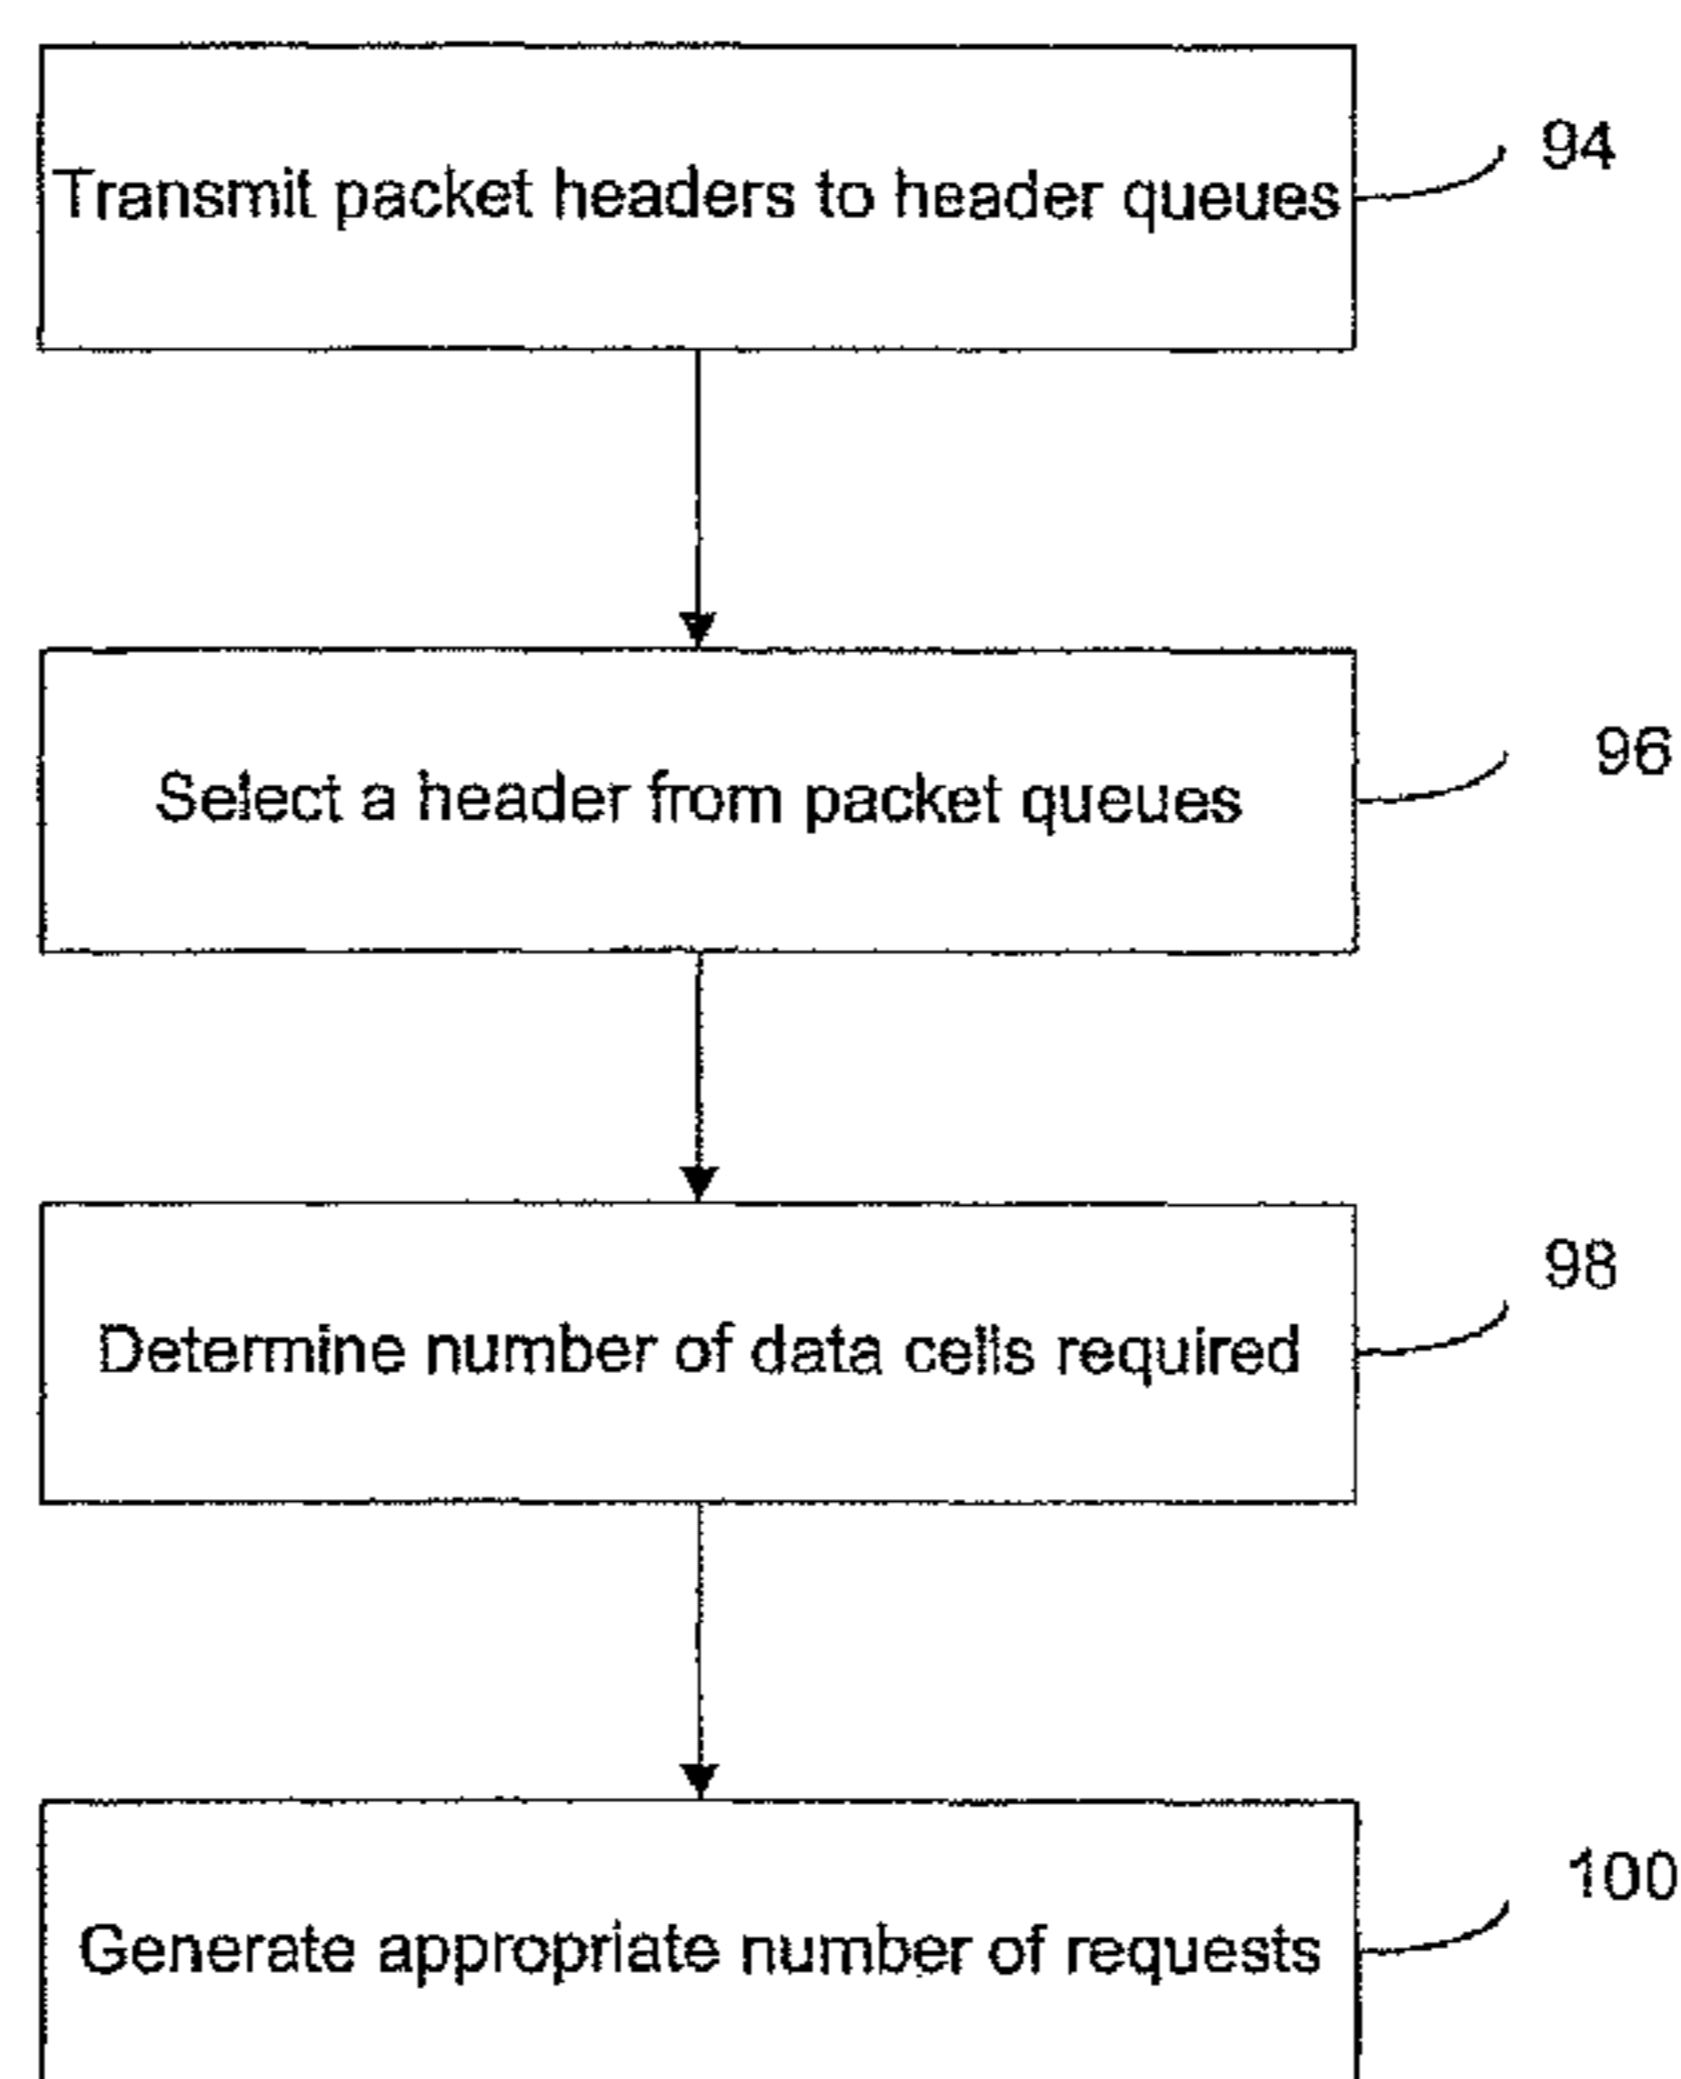 Transmit packet headers to header queues
94
Select a header from packet queues
96
Determine number of data cells required
98
Generate appropriate number of requests
100